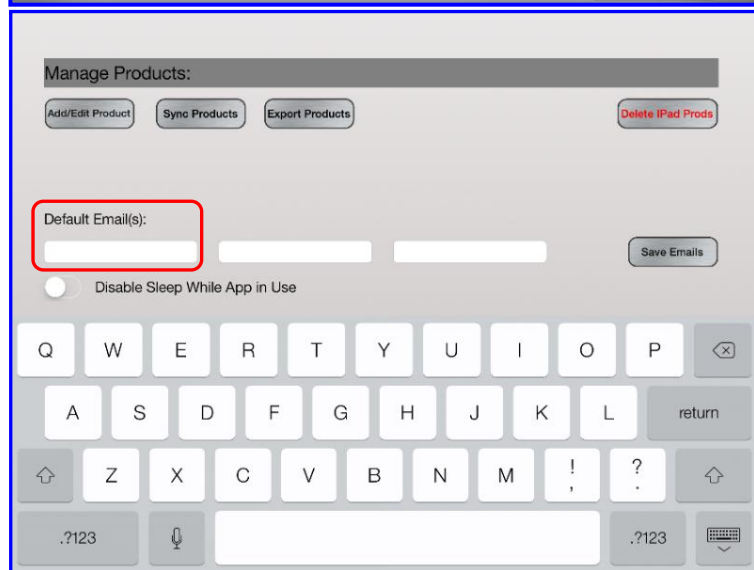 Manage Products:
Add/Edit Product Sync Products Export Products Delete IPad Prods
Default Email(s):
Save Emails
Disable Sleep While App in Use
Q W E R T Y U I O P
A S D F G H J K L return
Z X C V B N M ! , ? .
.?123 .?123